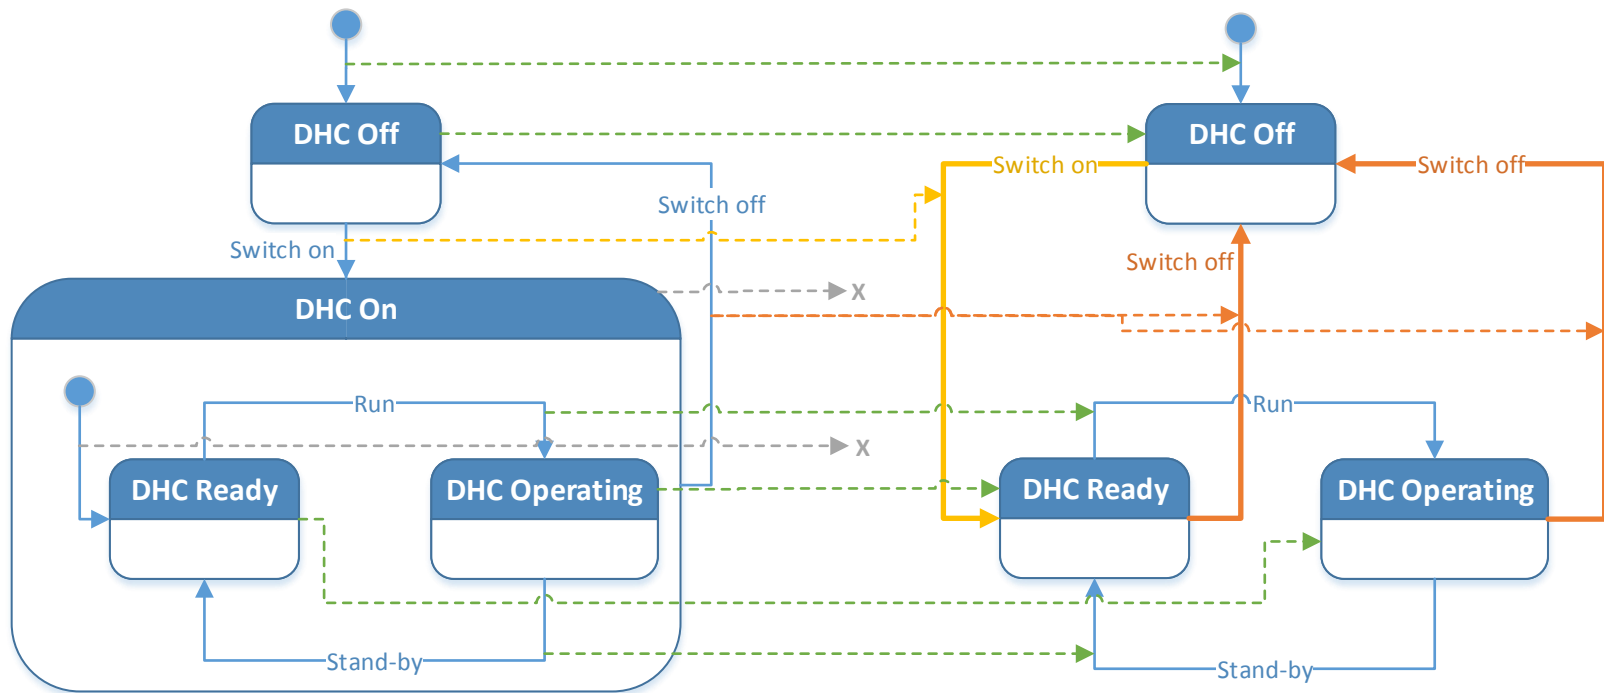 DHC Off
DHC Off
Switch on
Switch off
Switch off
Switch on
Switch off
X
DHC On
Run
Run
X
DHC Ready
DHC Operating
DHC Ready
DHC Operating
Stand-by
Stand-by